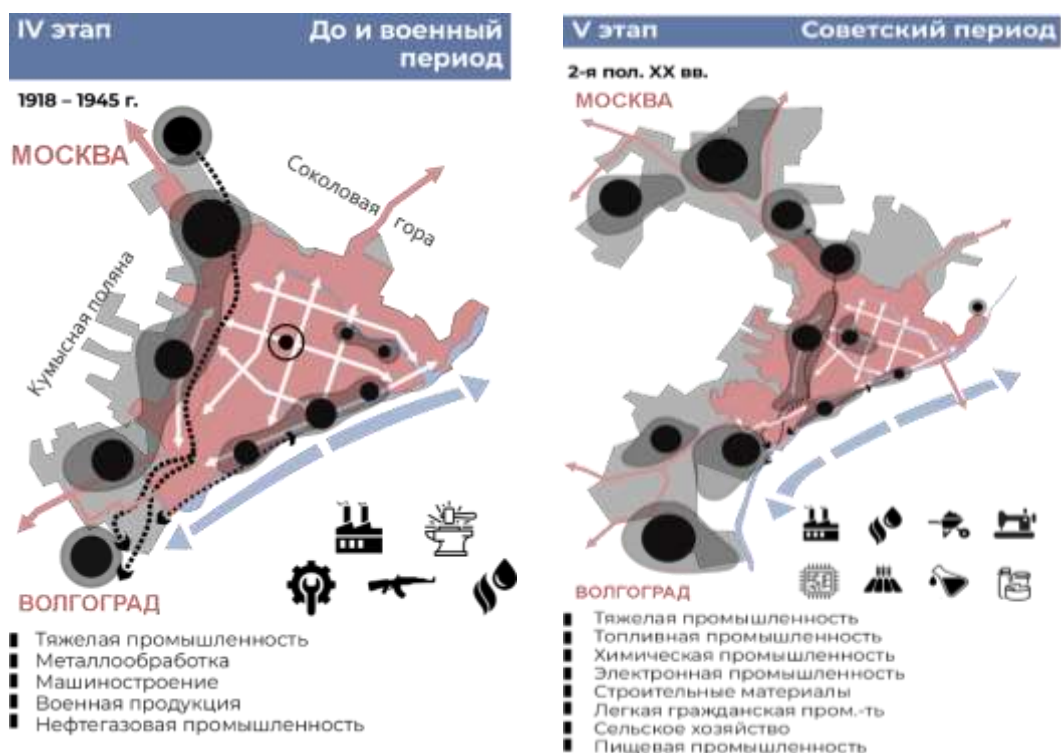 IV этап
До и военный
период
1918 – 1945 г.
МОСКВА
Соколовая гора
Кумысная поляна
ВОЛГОГРАД
Тяжелая промышленность
Металлообработка
Машиностроение
Военная продукция
Нефтегазовая промышленность
V этап
Советский период
2-я пол. XX вв.
МОСКВА
ВОЛГОГРАД
Тяжелая промышленность
Топливная промышленность
Химическая промышленность
Электронная промышленность
Строительные материалы
Легкая гражданская пром.-ть
Сельское хозяйство
Пищевая промышленность